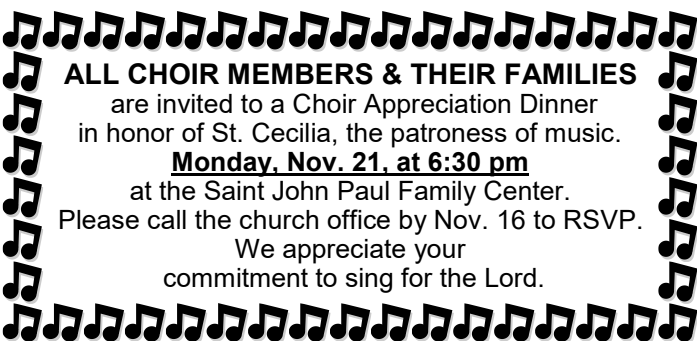 ALL CHOIR MEMBERS & THEIR FAMILIES
are invited to a Choir Appreciation Dinner
in honor of St. Cecilia, the patroness of music.
Monday, Nov. 21, at 6:30 pm
at the Saint John Paul Family Center.
Please call the church office by Nov. 16 to RSVP.
We appreciate your
commitment to sing for the Lord.